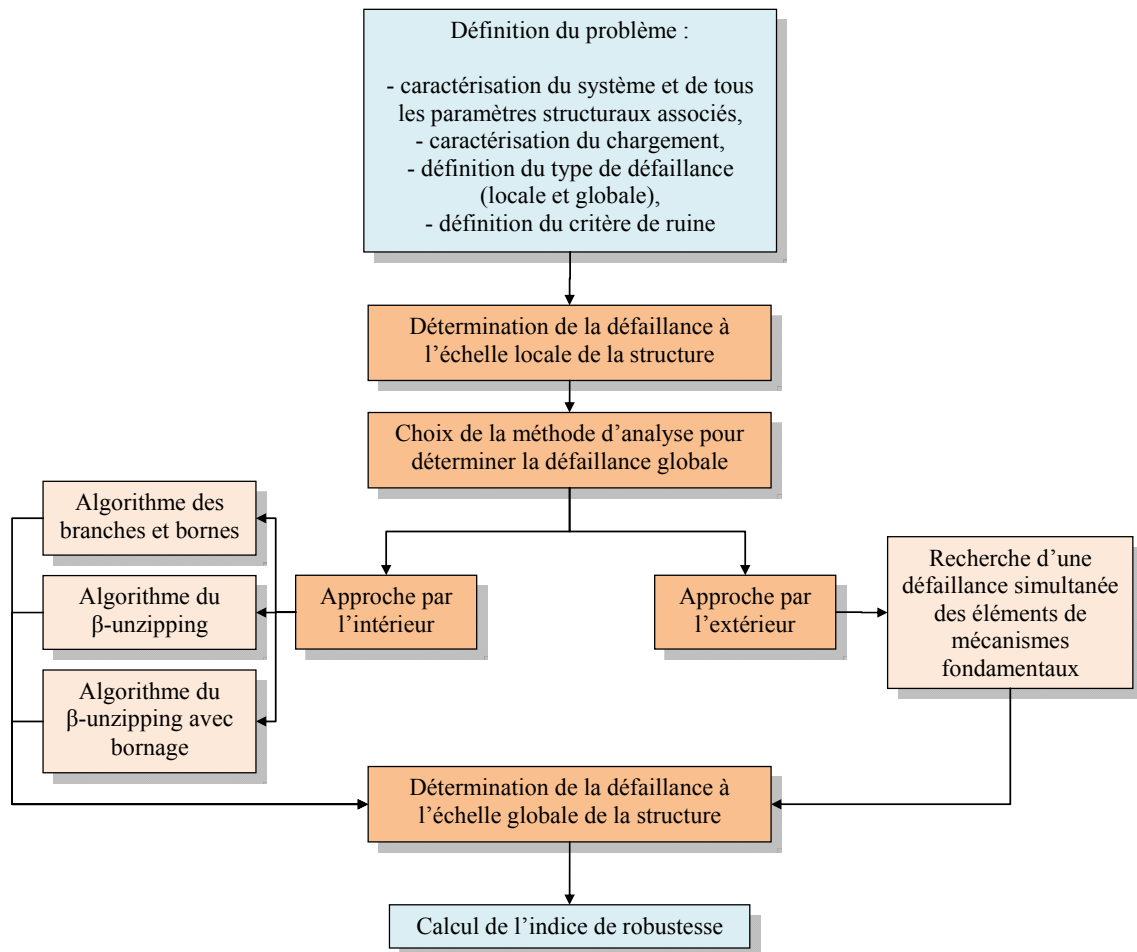 Définition du problème :
- caractérisation du système et de tous
les paramètres structuraux associés,
- caractérisation du chargement,
- définition du type de défaillance
(locale et globale),
- définition du critère de ruine
Détermination de la défaillance à
l’échelle locale de la structure
Choix de la méthode d’analyse pour
déterminer la défaillance globale
Algorithme des
branches et bornes
Algorithme du
β-unzipping
Algorithme du
β-unzipping avec
bornage
Approche par
l’intérieur
Approche par
l’extérieur
Recherche d’une
défaillance simultanée
des éléments de
mécanismes
fondamentaux
Détermination de la défaillance à
l’échelle globale de la structure
Calcul de l’indice de robustesse